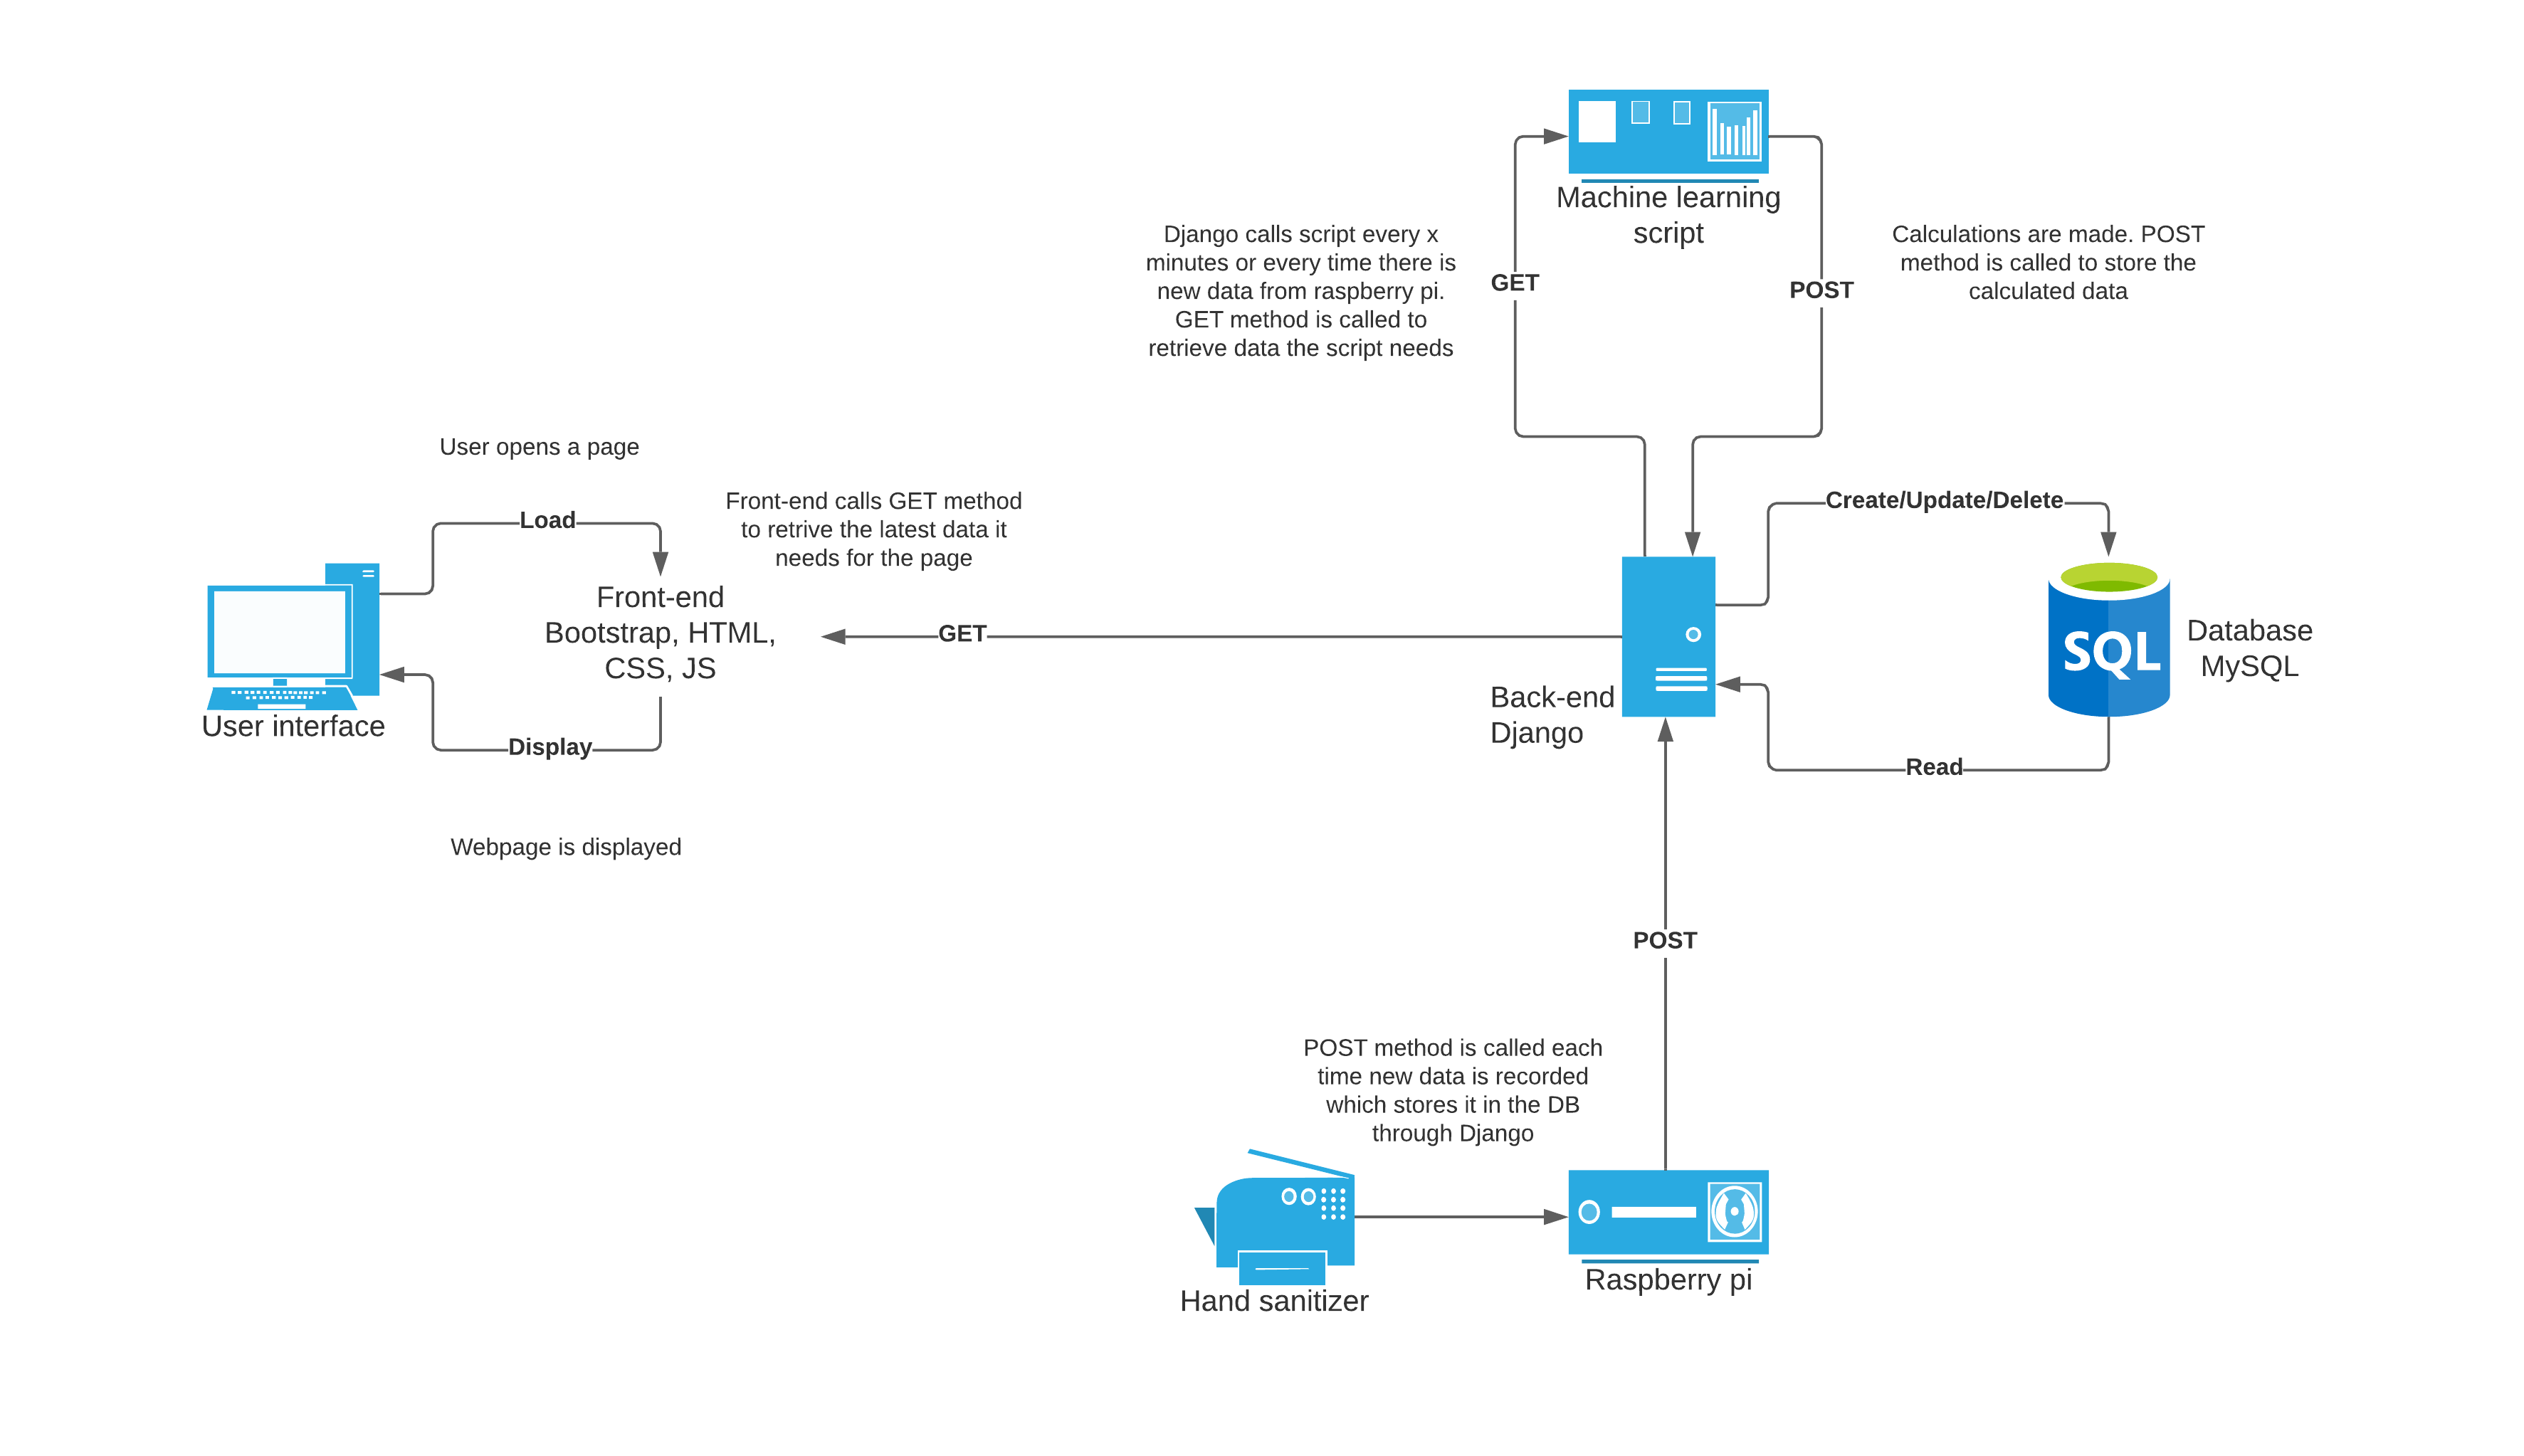 Machine learning
script
Django calls script every x
minutes or every time there is
new data from raspberry pi.
GET method is called to
retrieve data the script needs
GET
POST
Calculations are made. POST
method is called to store the
calculated data
User opens a page
Load
Front-end calls GET method
to retrive the latest data it
needs for the page
Create/Update/Delete
Front-end
Bootstrap, HTML,
CSS, JS
GET
SQL
Database
MySQL
Back-end
Django
User interface
Display
Read
Webpage is displayed
POST
POST method is called each
time new data is recorded
which stores it in the DB
through Django
Hand sanitizer
Raspberry pi